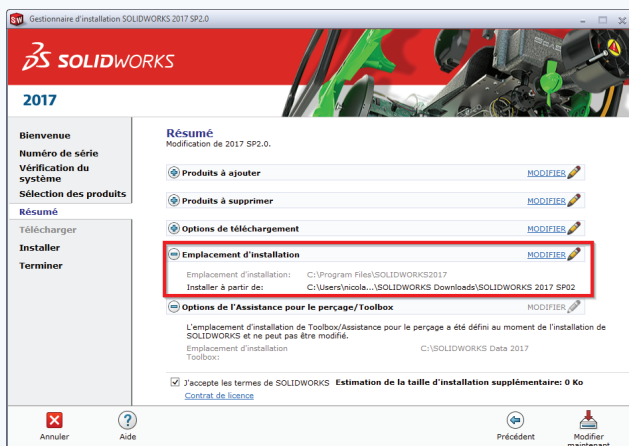 Gestionnaire d'installation SOLIDWORKS 2017 SP2.0
SOLIDWORKS
2017
Bienvenue
Numéro de série
Vérification du
système
Sélection des produits
Résumé
Télécharger
Installer
Terminer
Résumé
Modification de 2017 SP2.0.
Produits à ajouter MODIFIER
Produits à supprimer MODIFIER
Options de téléchargement MODIFIER
Emplacement d'installation MODIFIER
Emplacement d'installation: C:\Program Files\SOLIDWORKS2017
Installer à partir de: C:\Users\nicola...\SOLIDWORKS Downloads\SOLIDWORKS 2017 SP02
Options de l'Assistance pour le perçage/Toolbox MODIFIER
L'emplacement d'installation de Toolbox/Assistance pour le perçage a été défini au moment de l'installation de
SOLIDWORKS et ne peut pas être modifié.
Emplacement d'installation C:\SOLIDWORKS Data 2017
Toolbox:
J'accepte les termes de SOLIDWORKS Estimation de la taille d'installation supplémentaire: 0 Ko
Contrat de licence
Annuler Aide Précédent Modifier
maintenant